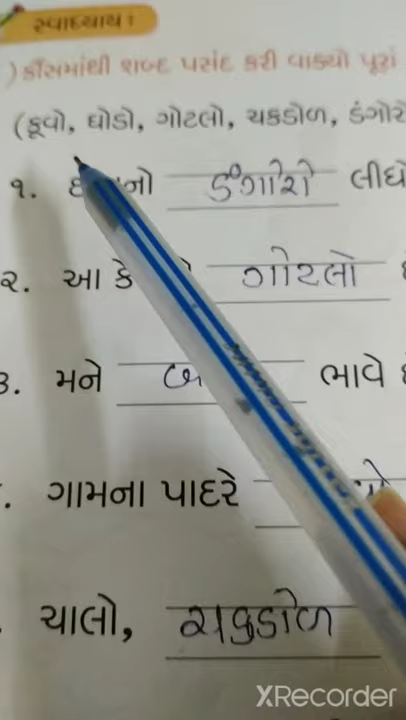 સ્વાધ્યાય :
) કૌંસમાંથી શબ્દ પસંદ કરી વાક્યો પૂરાં
(કૂવો, ઘોડો, ગોટલો, ચકડોળ, ડંગોરો
૧. ડંગોરો લીધો
૨. આ ગોટલો
૩. મને ભાવે
ગામના પાદરે
ચાલો, ચકડોળ
XRecorder